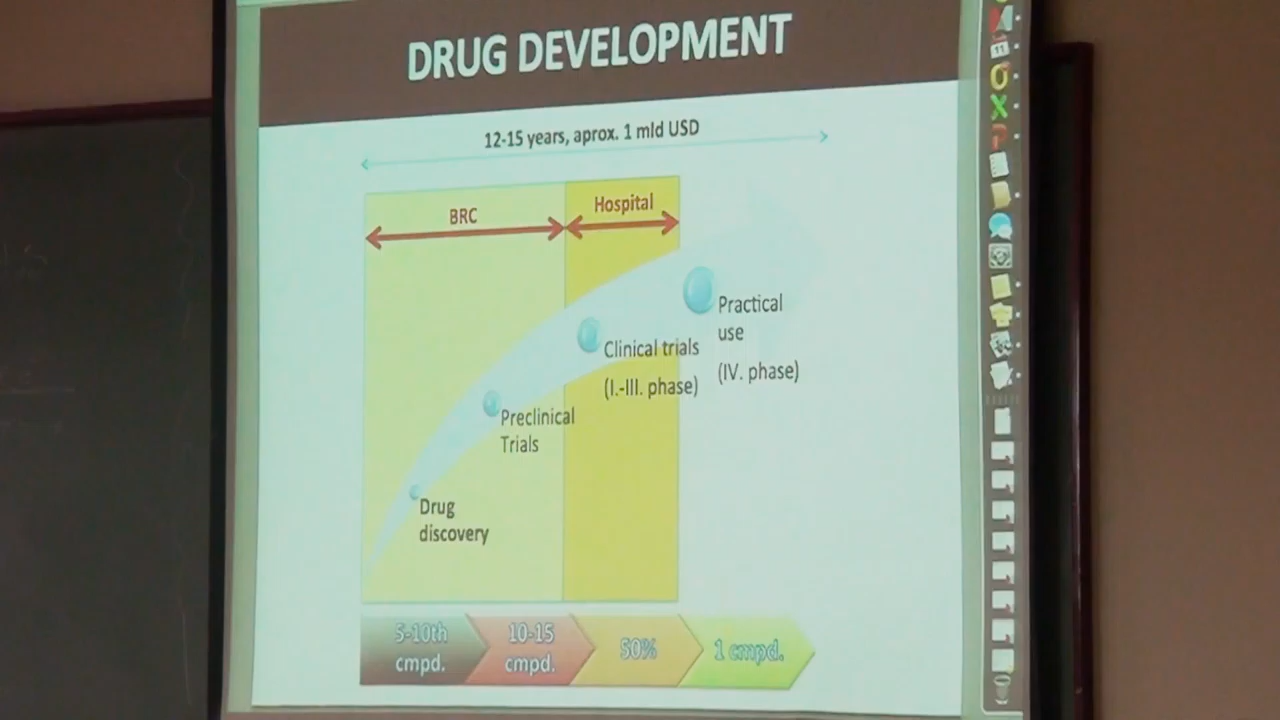 DRUG DEVELOPMENT
12-15 years, aprox. 1 mld USD
BRC
Hospital
Practical
use
(IV. phase)
Clinical trials
(I.-III. phase)
Preclinical
Trials
Drug
discovery
5-10th
cmpd.
10-15
cmpd.
50%
1 cmpd.
11